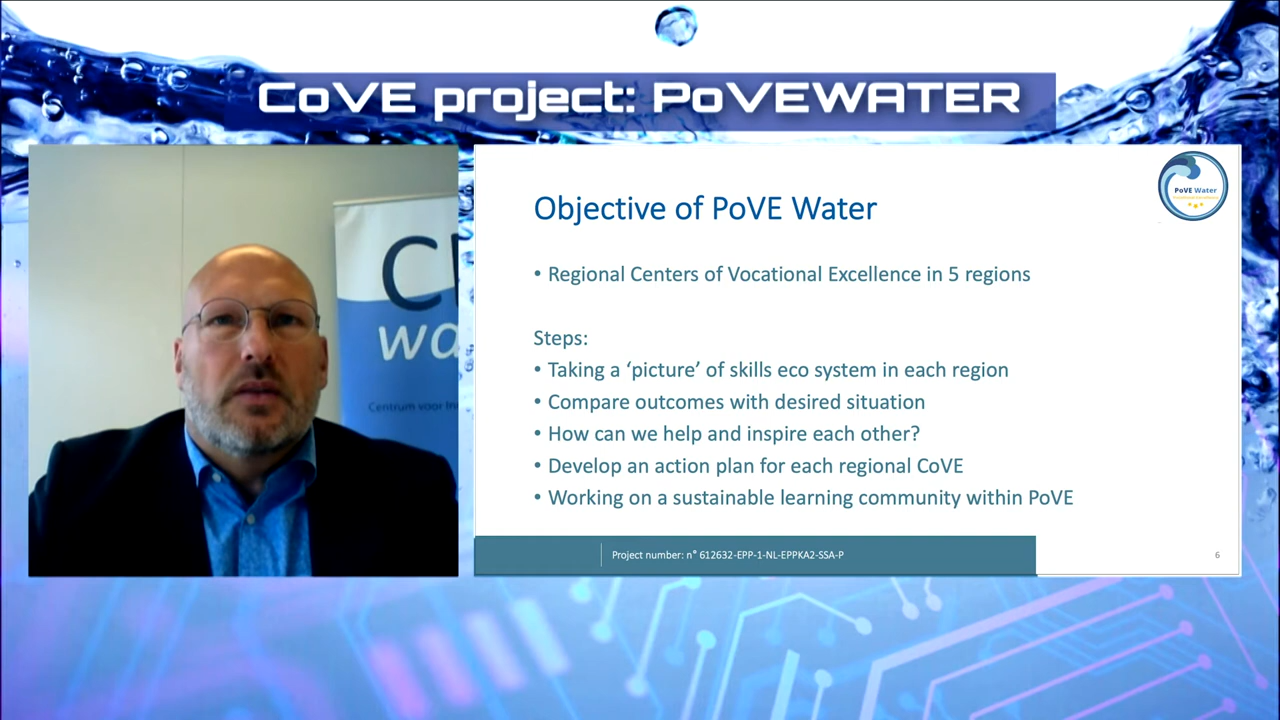 CoVE project: PoVEWATER
Objective of PoVE Water
PoVE Water
• Regional Centers of Vocational Excellence in 5 regions
Steps:
• Taking a ‘picture’ of skills eco system in each region
• Compare outcomes with desired situation
• How can we help and inspire each other?
• Develop an action plan for each regional CoVE
• Working on a sustainable learning community within PoVE
Project number: n° 612632-EPP-1-NL-EPPKA2-SSA-P
6
wa
Centrum voor